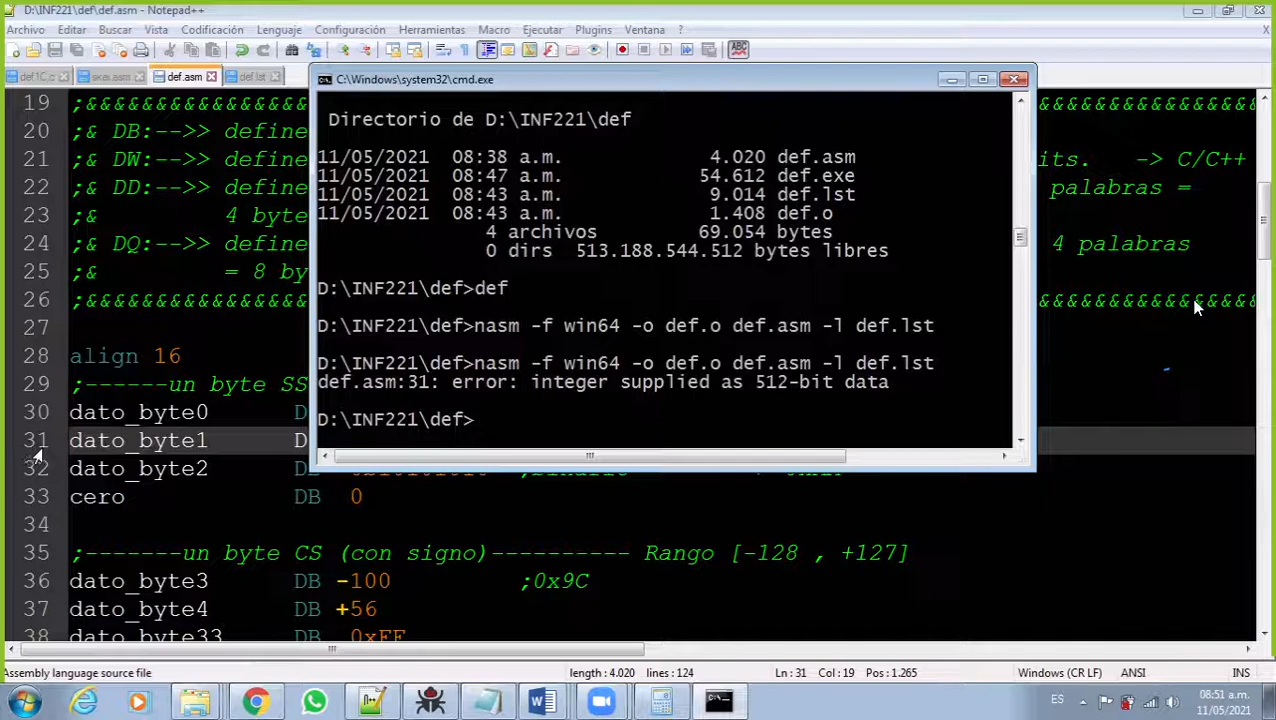 D:\INF221\def\def.asm - Notepad++
Archivo Editar Buscar Vista Codificación Lenguaje Configuración Herramientas Macro Ejecutar Plugins Ventana ?
X
def1C.c def.asm def.lst
C:\Windows\system32\cmd.exe
Directorio de D:\INF221\def
11/05/2021 08:38 a.m. 4.020 def.asm
11/05/2021 08:47 a.m. 54.612 def.exe
11/05/2021 08:43 a.m. 9.014 def.lst
11/05/2021 08:43 a.m. 1.408 def.o
4 archivos 69.054 bytes
0 dirs 513.188.544.512 bytes libres
D:\INF221\def>def
D:\INF221\def>nasm -f win64 -o def.o def.asm -l def.lst
D:\INF221\def>nasm -f win64 -o def.o def.asm -l def.lst
def.asm:31: error: integer supplied as 512-bit data
D:\INF221\def>
19 ;&&&&&&&&&&&&&&&&&&&& &&&&&&&&&&&&&&&&&&
20 ;& DB:-->> define
21 ;& DW:-->> define its. -> C/C++
22 ;& DD:-->> define palabras =
23 ;& 4 byte
24 ;& DQ:-->> define 4 palabras
25 ;& = 8 by
26 ;&&&&&&&&&&&&&&&&&&&& &&&&&&&&&&&&&&&&&&
27
28 align 16
29 ;------un byte SS
30 dato_byte0 D
31 dato_byte1 D
32 dato_byte2
33 cero DB 0
34
35 ;-------un byte CS (con signo)---------- Rango [-128 , +127]
36 dato_byte3 DB -100 ;0x9C
37 dato_byte4 DB +56
38 dato_byte33 DB 0xFF
Assembly language source file length : 4.020 lines : 124 Ln : 31 Col : 19 Pos : 1.265 Windows (CR LF) ANSI INS
ES 08:51 a.m.
11/05/2021